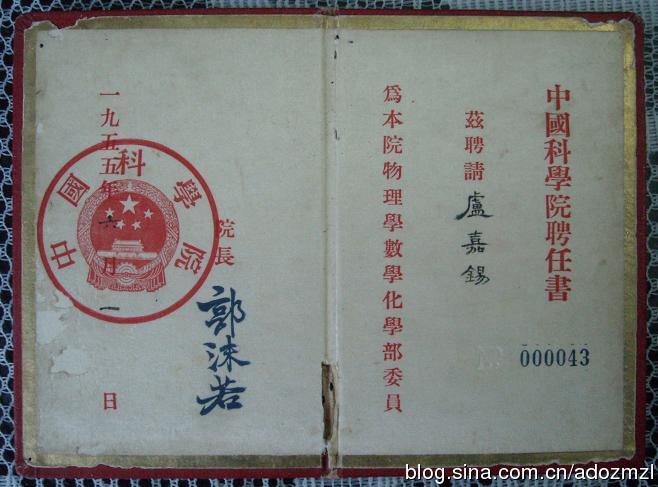 中國科學院聘任書
茲聘請盧嘉錫
爲本院物理學數學化學部委員
000043
院長
郭沫若
中國科學院
一九五五年六月一日
blog.sina.com.cn/adozmzl